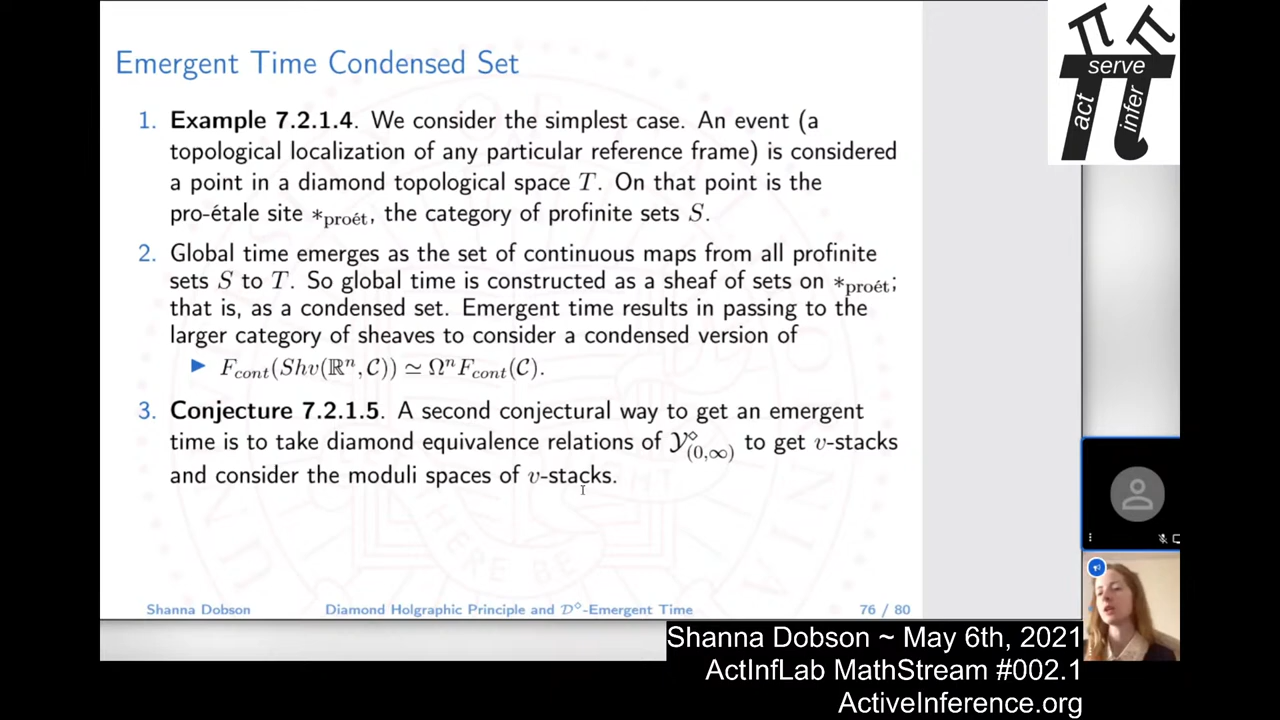 Emergent Time Condensed Set
1. Example 7.2.1.4. We consider the simplest case. An event (a
topological localization of any particular reference frame) is considered
a point in a diamond topological space T. On that point is the
pro-étale site *proét, the category of profinite sets S.
2. Global time emerges as the set of continuous maps from all profinite
sets S to T. So global time is constructed as a sheaf of sets on *proét;
that is, as a condensed set. Emergent time results in passing to the
larger category of sheaves to consider a condensed version of
▶ F_cont(Shv(ℝⁿ, 𝒞)) ≃ ΩⁿF_cont(𝒞).
3. Conjecture 7.2.1.5. A second conjectural way to get an emergent
time is to take diamond equivalence relations of 𝒴^◇_(0,∞) to get v-stacks
and consider the moduli spaces of v-stacks.
Shanna Dobson Diamond Holgraphic Principle and 𝒟^◇-Emergent Time 76 / 80
π π
serve
act π infer
Shanna Dobson ~ May 6th, 2021
ActInfLab MathStream #002.1
ActiveInference.org